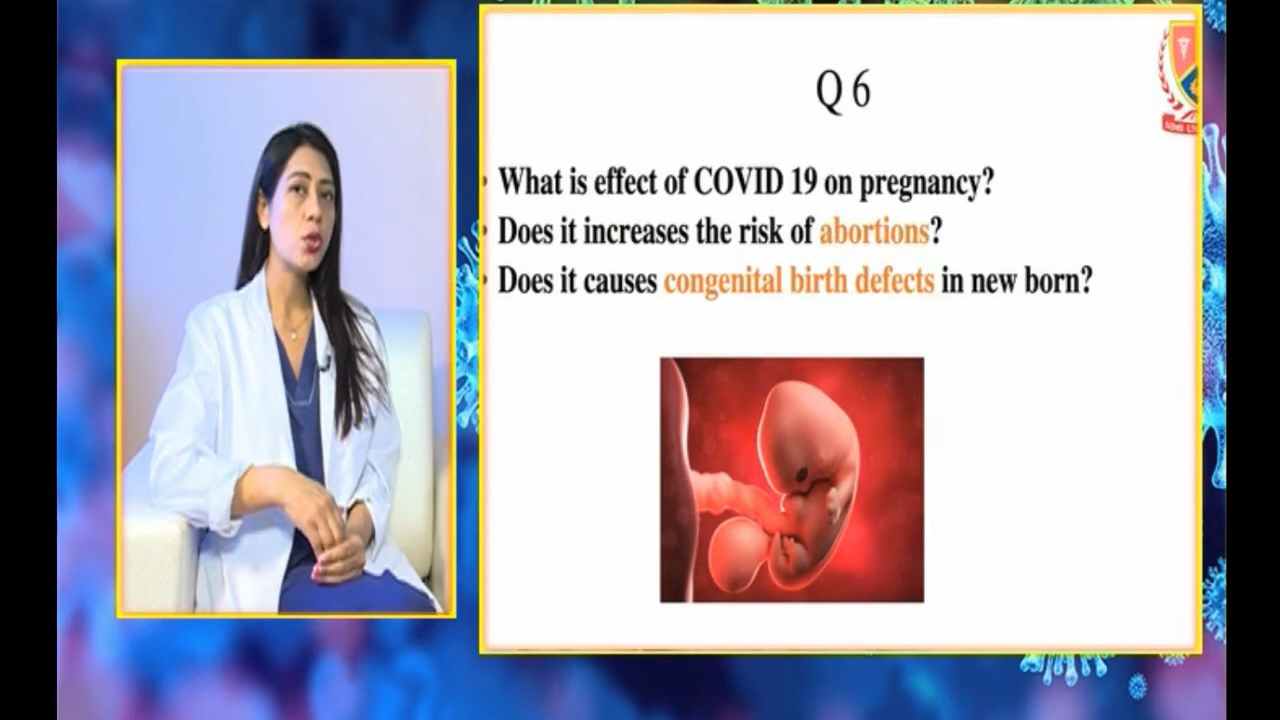 Q 6
• What is effect of COVID 19 on pregnancy?
• Does it increases the risk of abortions?
• Does it causes congenital birth defects in new born?